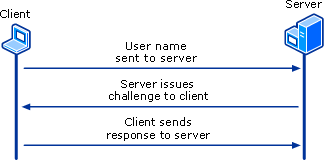 Client
Server
User name
sent to server
Server issues
challenge to client
Client sends
response to server